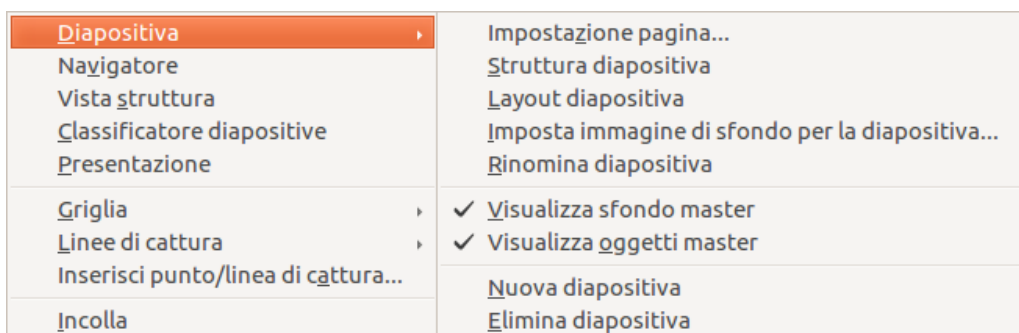 Diapositiva
Navigatore
Vista struttura
Classificatore diapositive
Presentazione
Griglia
Linee di cattura
Inserisci punto/linea di cattura...
Incolla
Impostazione pagina...
Struttura diapositiva
Layout diapositiva
Imposta immagine di sfondo per la diapositiva...
Rinomina diapositiva
Visualizza sfondo master
Visualizza oggetti master
Nuova diapositiva
Elimina diapositiva